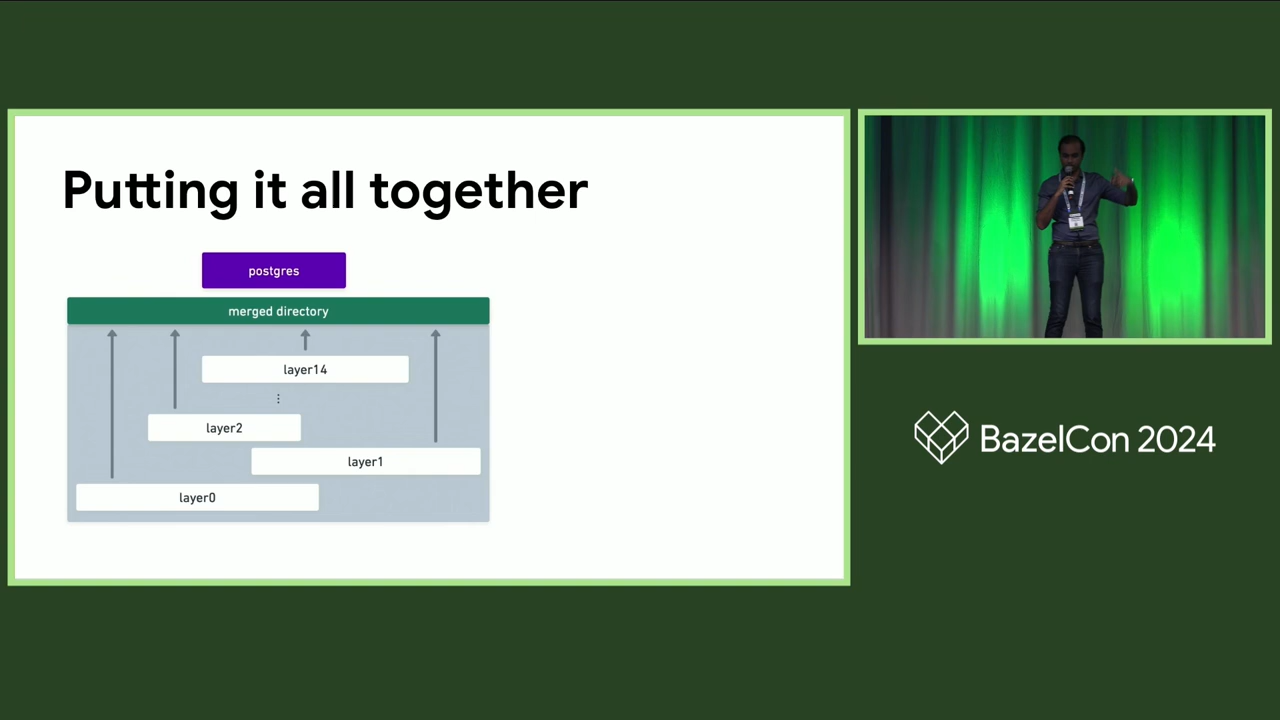 Putting it all together
postgres
merged directory
layer14
⋮
layer2
layer1
layer0
BazelCon 2024